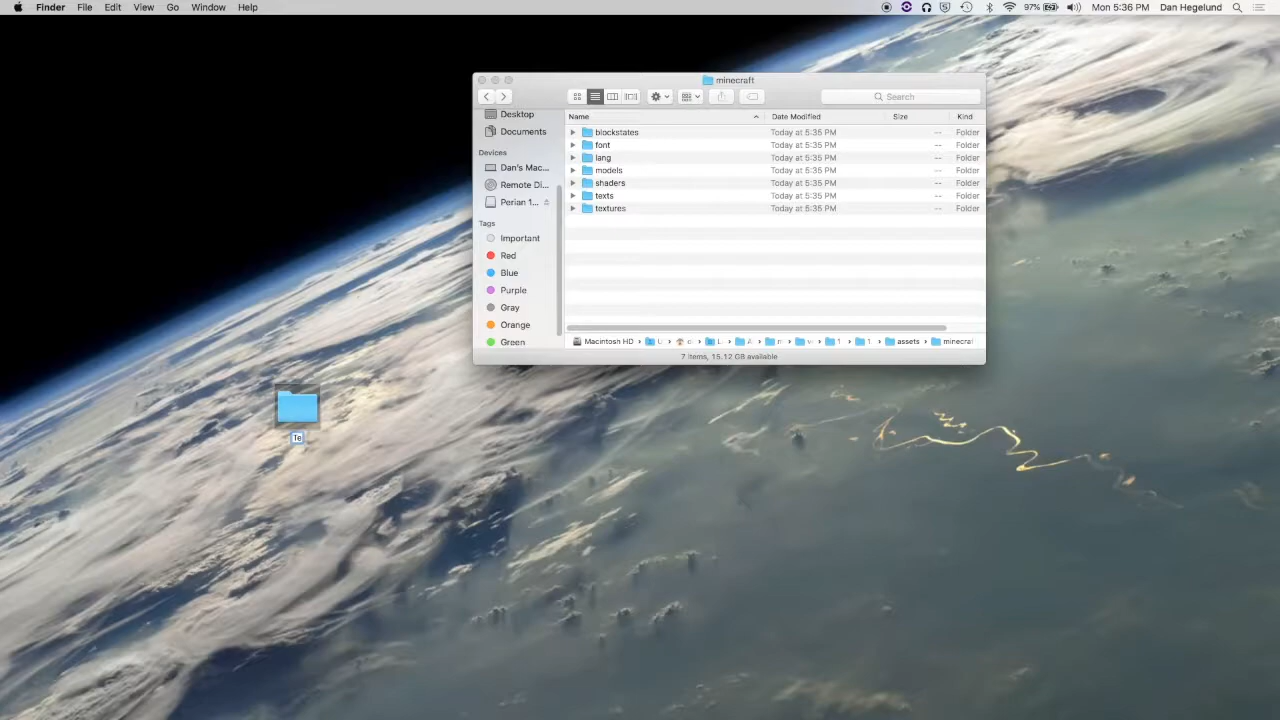 Finder File Edit View Go Window Help 97% Mon 5:36 PM Dan Hegelund
minecraft
Search
Desktop
Documents
Devices
Dan's Mac...
Remote Di...
Perian 1...
Tags
Important
Red
Blue
Purple
Gray
Orange
Green
Name Date Modified Size Kind
blockstates Today at 5:35 PM -- Folder
font Today at 5:35 PM -- Folder
lang Today at 5:35 PM -- Folder
models Today at 5:35 PM -- Folder
shaders Today at 5:35 PM -- Folder
texts Today at 5:35 PM -- Folder
textures Today at 5:35 PM -- Folder
Macintosh HD › U › › L › A › › › 1 › 1 › assets › minecraf
7 items, 15.12 GB available
Te